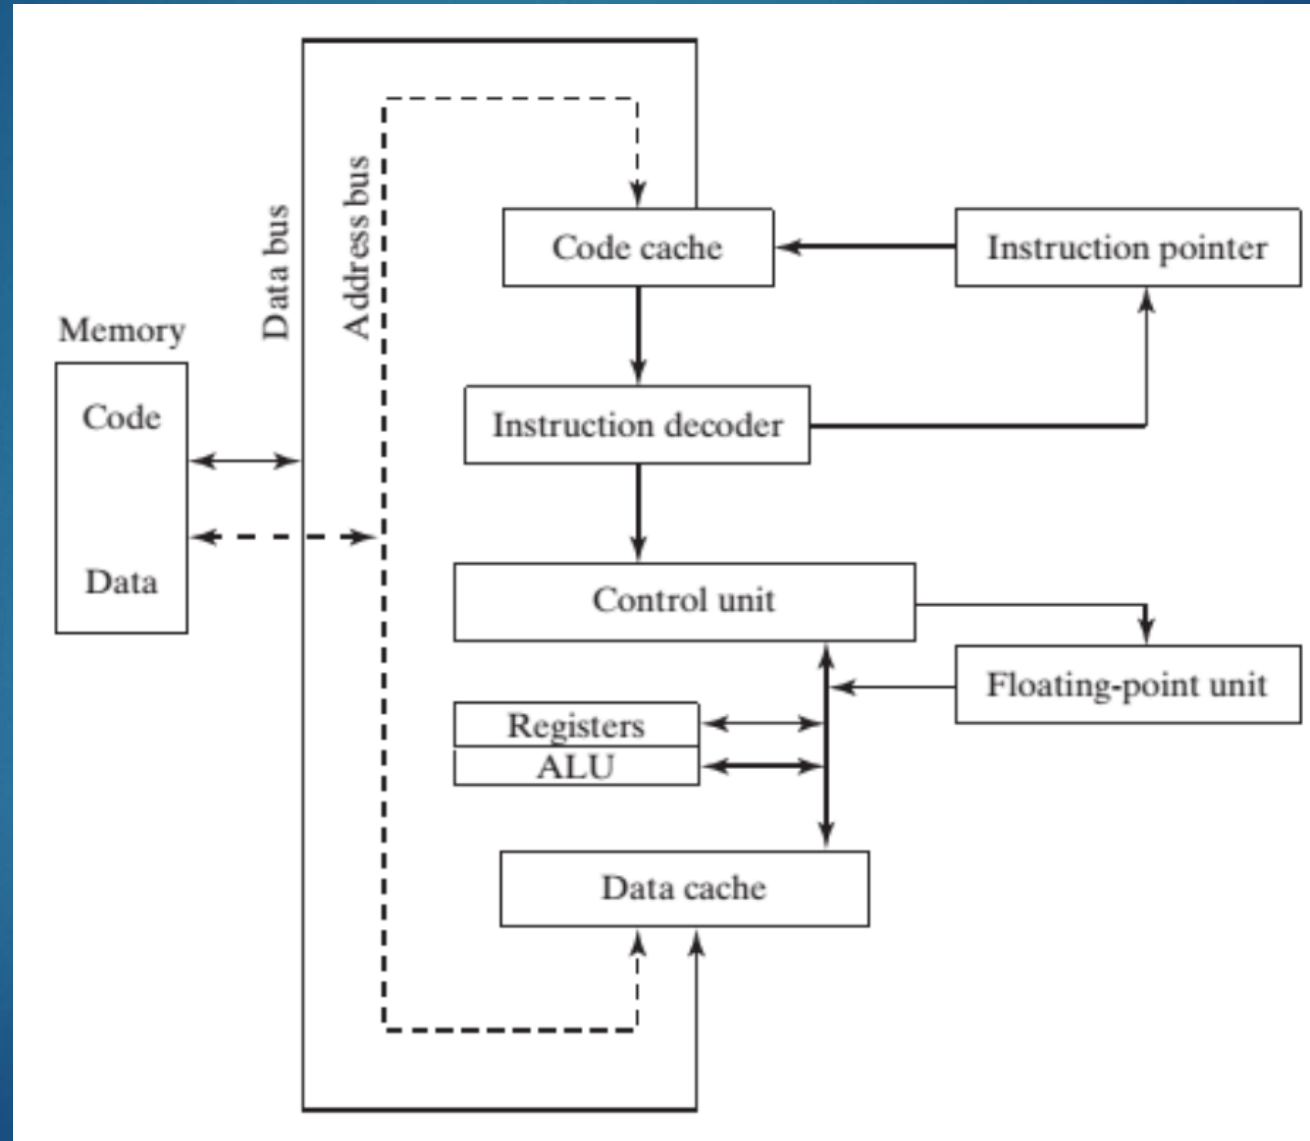 Data bus
Address bus
Code cache
Instruction pointer
Memory
Code
Data
Instruction decoder
Control unit
Floating-point unit
Registers
ALU
Data cache